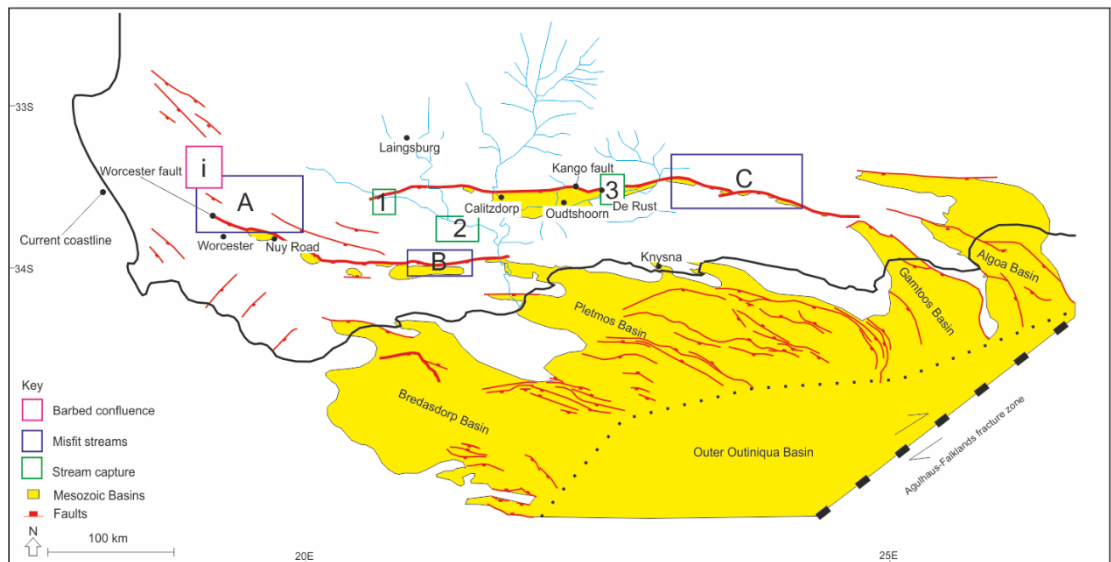 33S
Laingsburg
Worcester fault
i
Kango fault
C
A
1
3
De Rust
Calitzdorp
Oudtshoorn
2
Current coastline
Worcester
Nuy Road
B
Knysna
34S
Algoa Basin
Gamtoos Basin
Pletmos Basin
Bredasdorp Basin
Outer Outiniqua Basin
Agulhaus-Falklands fracture zone
Key
Barbed confluence
Misfit streams
Stream capture
Mesozoic Basins
Faults
N
100 km
20E
25E